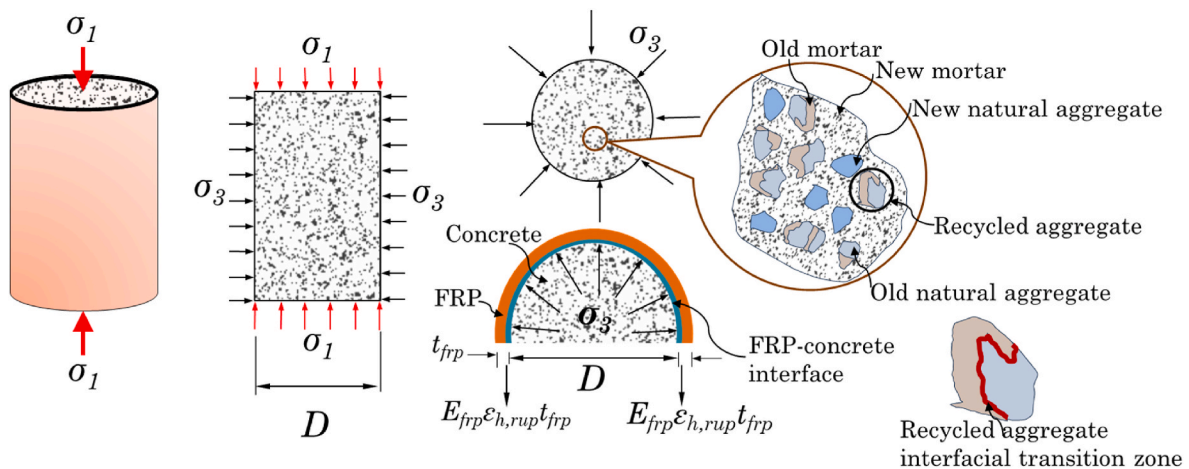 σ₁
σ₁
σ₁
σ₃
σ₃
σ₁
D
σ₃
Old mortar
New mortar
New natural aggregate
Recycled aggregate
Old natural aggregate
Concrete
FRP
σ₃
t_frp
D
FRP-concrete
interface
E_frp ε_h,rup t_frp
E_frp ε_h,rup t_frp
Recycled aggregate
interfacial transition zone